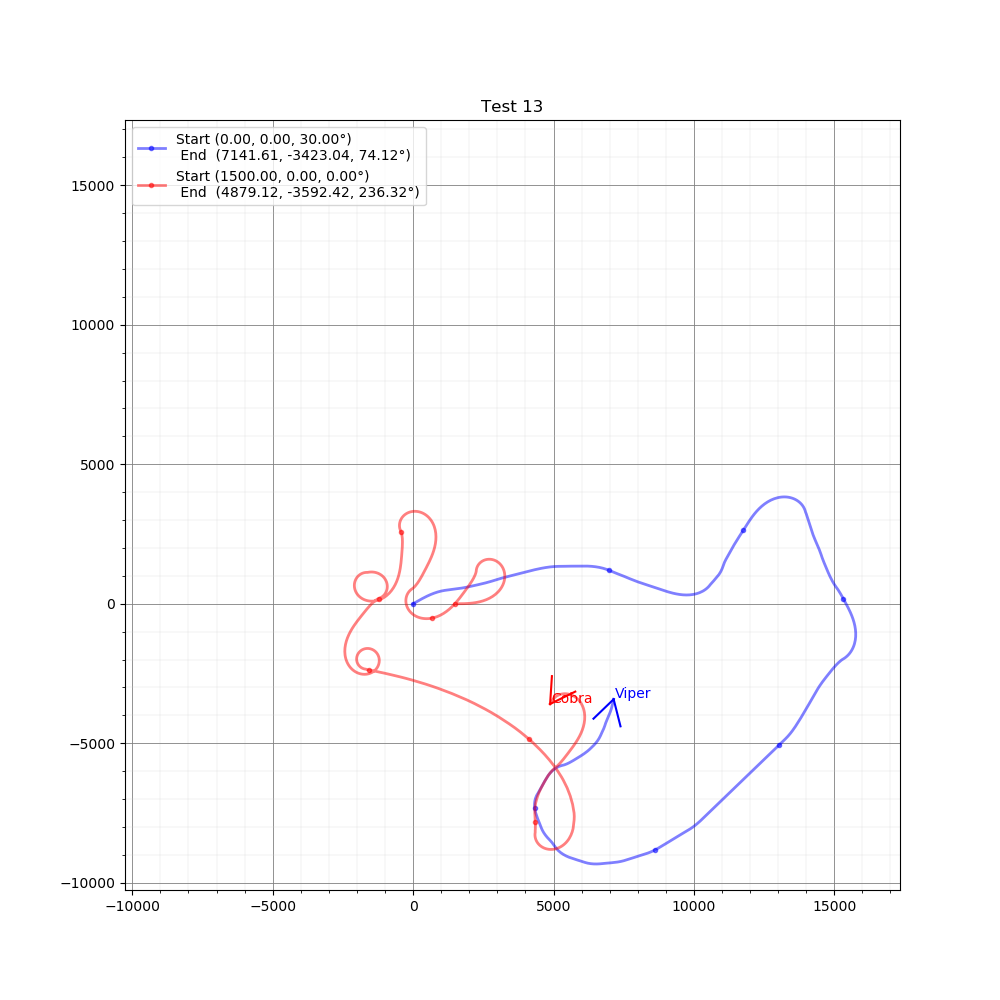 Test 13
Start (0.00, 0.00, 30.00°)
End (7141.61, -3423.04, 74.12°)
Start (1500.00, 0.00, 0.00°)
End (4879.12, -3592.42, 236.32°)
15000
10000
5000
0
−5000
−10000
Cobra
Viper
−10000 −5000 0 5000 10000 15000